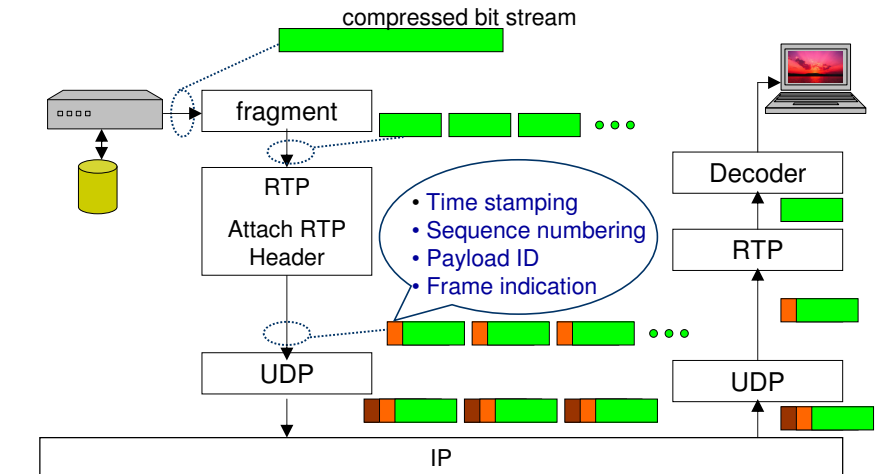 compressed bit stream
fragment
RTP
Attach RTP
Header
• Time stamping
• Sequence numbering
• Payload ID
• Frame indication
UDP
Decoder
RTP
UDP
IP